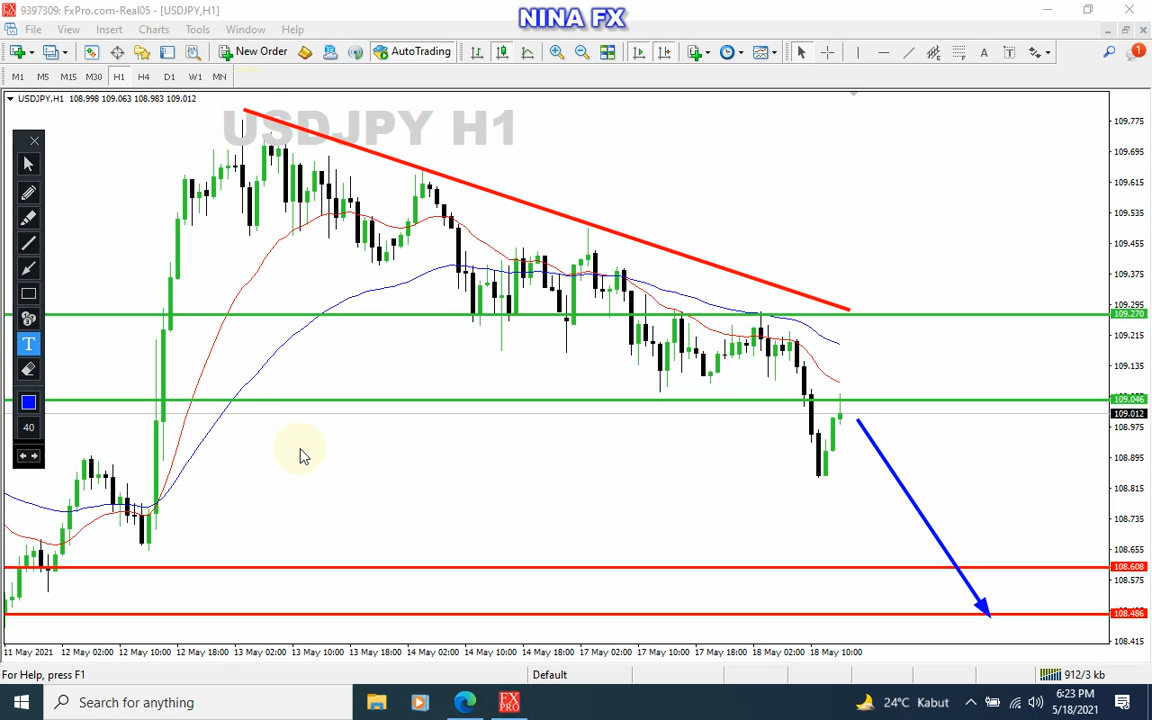 NINA FX
9397309: FxPro.com-Real05 - [USDJPY,H1]
File View Insert Charts Tools Window Help
New Order AutoTrading A T 1
M1 M5 M15 M30 H1 H4 D1 W1 MN
USDJPY,H1 108.998 109.063 108.983 109.012
USDJPY H1
109.775
109.695
109.615
109.535
109.455
109.375
109.295
109.270
109.215
109.135
109.046
109.012
108.975
108.895
108.815
108.735
108.655
108.608
108.575
108.486
108.415
T
40
11 May 2021 12 May 02:00 12 May 10:00 12 May 18:00 13 May 02:00 13 May 10:00 13 May 18:00 14 May 02:00 14 May 10:00 14 May 18:00 17 May 02:00 17 May 10:00 17 May 18:00 18 May 02:00 18 May 10:00
For Help, press F1 Default 912/3 kb
Search for anything FX PRO 24°C Kabut 6:23 PM
5/18/2021